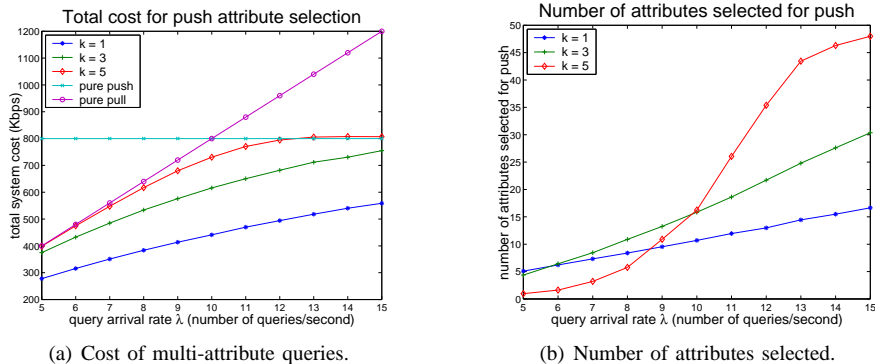 Total cost for push attribute selection
1200
1100
1000
900
800
700
600
500
400
300
200
total system cost (Kbps)
k = 1
k = 3
k = 5
pure push
pure pull
5 6 7 8 9 10 11 12 13 14 15
query arrival rate λ (number of queries/second)
(a) Cost of multi-attribute queries.
Number of attributes selected for push
50
45
40
35
30
25
20
15
10
5
0
number of attributes selected for push
k = 1
k = 3
k = 5
5 6 7 8 9 10 11 12 13 14 15
query arrival rate λ (number of queries/second)
(b) Number of attributes selected.